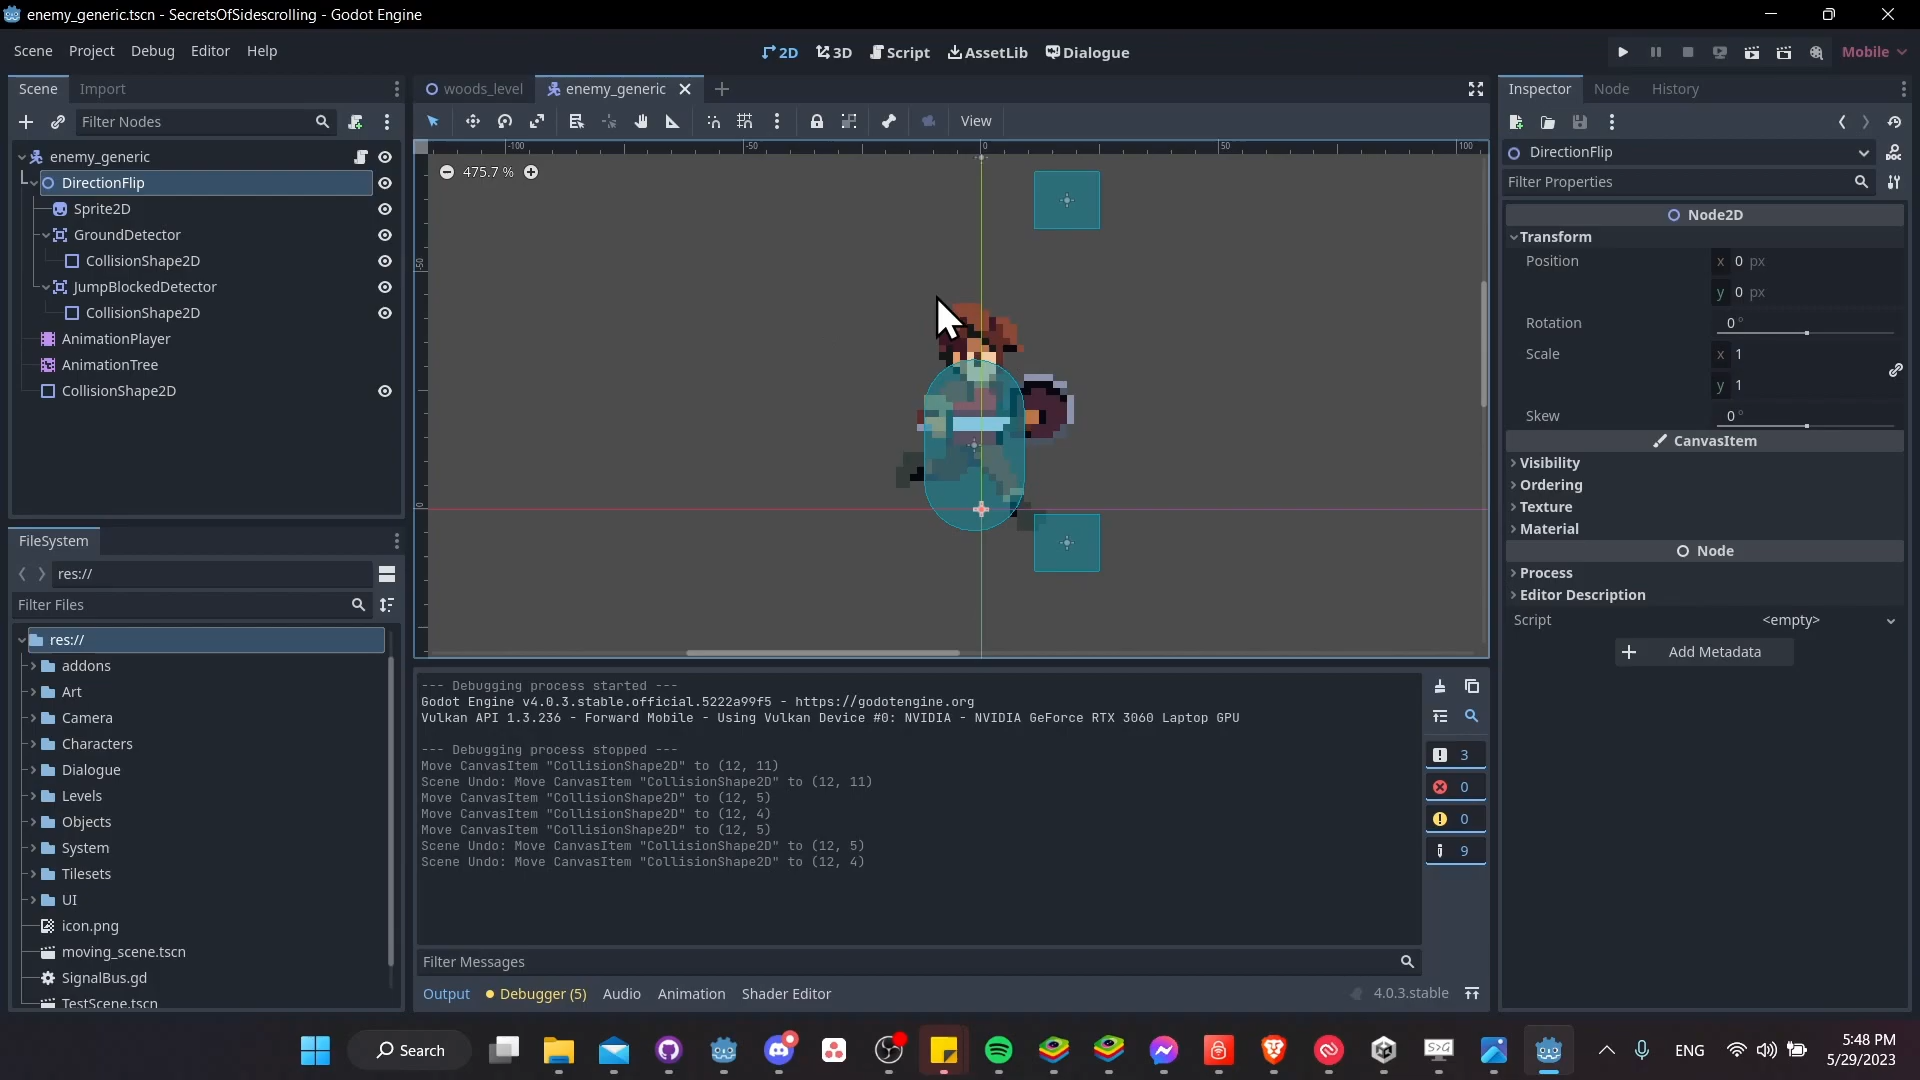 enemy_generic.tscn - SecretsOfSidescrolling - Godot Engine
Scene Project Debug Editor Help
2D 3D Script AssetLib Dialogue
Mobile
Scene Import
Filter Nodes
enemy_generic
DirectionFlip
Sprite2D
GroundDetector
CollisionShape2D
JumpBlockedDetector
CollisionShape2D
AnimationPlayer
AnimationTree
CollisionShape2D
FileSystem
res://
Filter Files
res://
addons
Art
Camera
Characters
Dialogue
Levels
Objects
System
Tilesets
UI
icon.png
moving_scene.tscn
SignalBus.gd
TestScene.tscn
woods_level enemy_generic
View
-100 -50 0 50 100
475.7 %
-50
0
--- Debugging process started ---
Godot Engine v4.0.3.stable.official.5222a99f5 - https://godotengine.org
Vulkan API 1.3.236 - Forward Mobile - Using Vulkan Device #0: NVIDIA - NVIDIA GeForce RTX 3060 Laptop GPU
--- Debugging process stopped ---
Move CanvasItem "CollisionShape2D" to (12, 11)
Scene Undo: Move CanvasItem "CollisionShape2D" to (12, 11)
Move CanvasItem "CollisionShape2D" to (12, 5)
Move CanvasItem "CollisionShape2D" to (12, 4)
Move CanvasItem "CollisionShape2D" to (12, 5)
Scene Undo: Move CanvasItem "CollisionShape2D" to (12, 5)
Scene Undo: Move CanvasItem "CollisionShape2D" to (12, 4)
3
0
0
9
Filter Messages
Output Debugger (5) Audio Animation Shader Editor
4.0.3.stable
Inspector Node History
DirectionFlip
DOC
Filter Properties
Node2D
Transform
Position x 0 px
y 0 px
Rotation 0 °
Scale x 1
y 1
Skew 0 °
CanvasItem
Visibility
Ordering
Texture
Material
Node
Process
Editor Description
Script <empty>
Add Metadata
Search
S>G
ENG
5:48 PM
5/29/2023